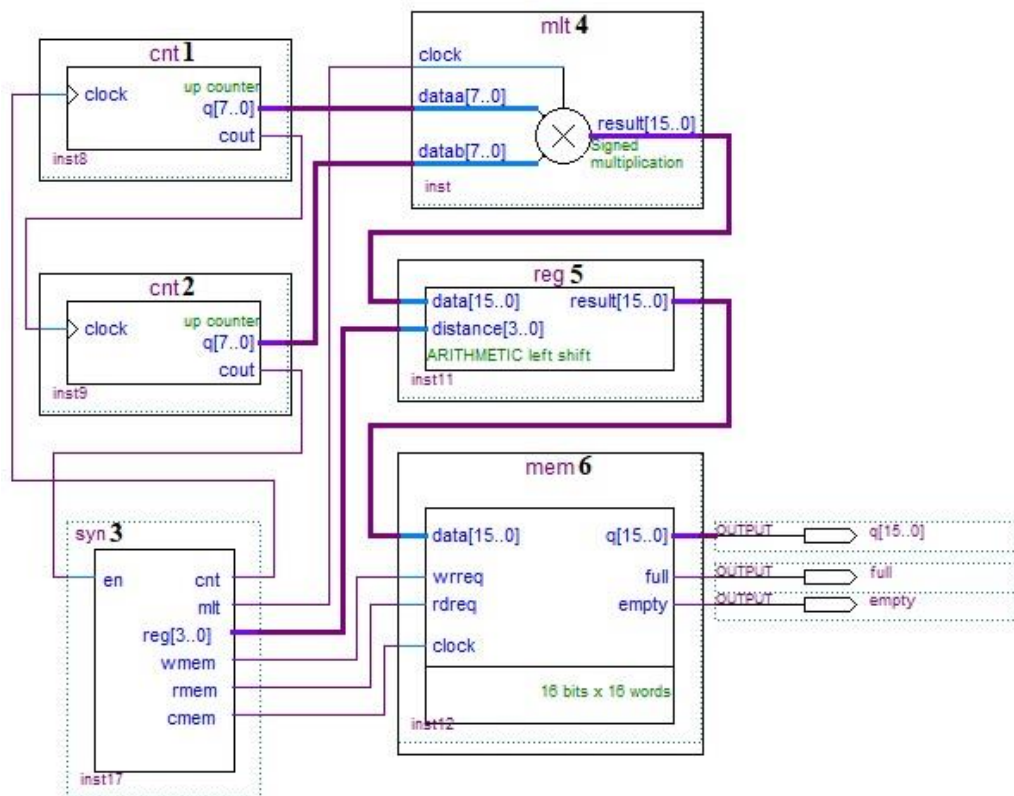 cnt 1
clock
up counter
q[7..0]
cout
inst8
mlt 4
clock
dataa[7..0]
datab[7..0]
result[15..0]
Signed
multiplication
inst
cnt 2
clock
up counter
q[7..0]
cout
inst9
reg 5
data[15..0] result[15..0]
distance[3..0]
ARITHMETIC left shift
inst11
syn 3
en cnt
mlt
reg[3..0]
wmem
rmem
cmem
inst17
mem 6
data[15..0] q[15..0]
wrreq full
rdreq empty
clock
16 bits x 16 words
inst12
OUTPUT q[15..0]
OUTPUT full
OUTPUT empty